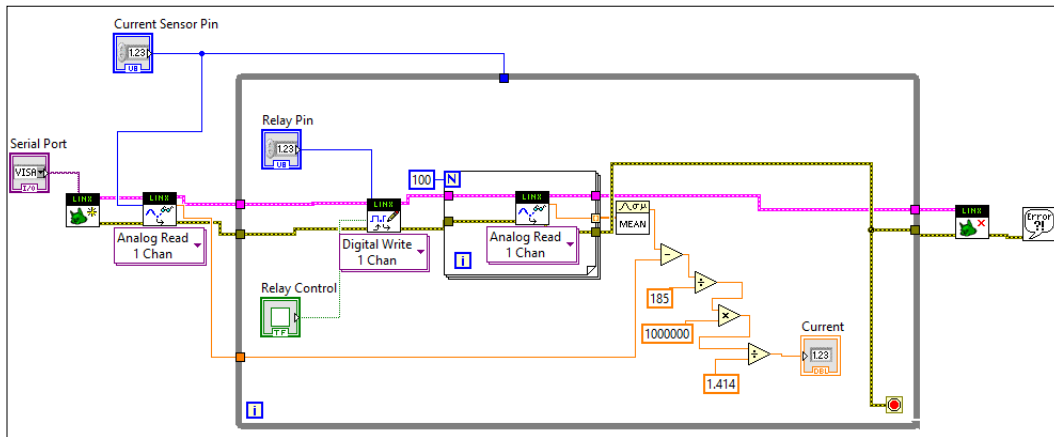 Current Sensor Pin
1.23
U8
Relay Pin
1.23
U8
Serial Port
VISA
I/O
LINX
LINX
Analog Read
1 Chan
LINX
Digital Write
1 Chan
100
N
LINX
Analog Read
1 Chan
i
MEAN
LINX
Error
?!
Relay Control
TF
185
1000000
1.414
Current
1.23
DBL
i